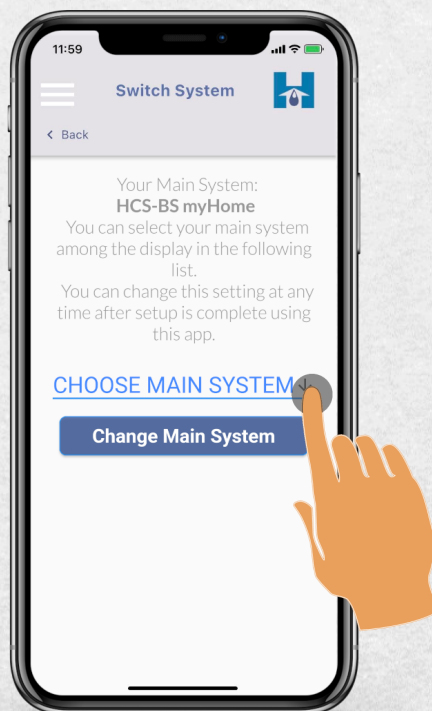 11:59
Switch System
Back
Your Main System:
HCS-BS myHome
You can select your main system
among the display in the following
list.
You can change this setting at any
time after setup is complete using
this app.
CHOOSE MAIN SYSTEM
Change Main System